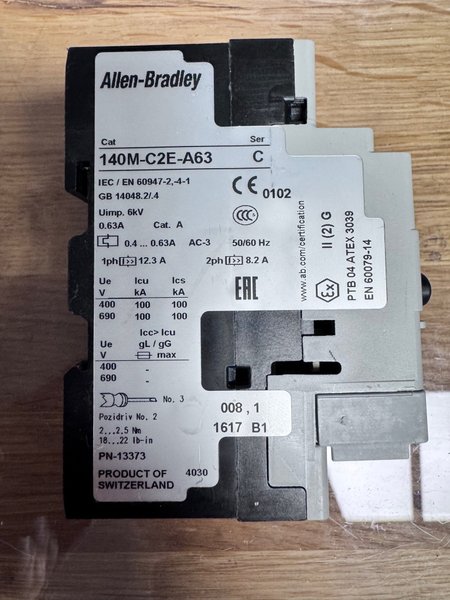 Allen-Bradley
Cat Ser
140M-C2E-A63 C
IEC / EN 60947-2,-4-1
GB 14048.2/.4
Uimp. 6kV
0.63A Cat. A
0.4 ... 0.63A AC-3 50/60 Hz
1ph 12.3 A 2ph 8.2 A
CE 0102
CCC
EAC
Ue Icu Ics
V kA kA
400 100 100
690 100 100
Icc> Icu
Ue gL / gG
V max
400 -
690 -
No. 3
Pozidriv No. 2
2...2,5 Nm
18...22 lb-in
PN-13373
PRODUCT OF 4030
SWITZERLAND
008 , 1
1617 B1
www.ab.com/certification
Ex II (2) G
PTB 04 ATEX 3039
EN 60079-14